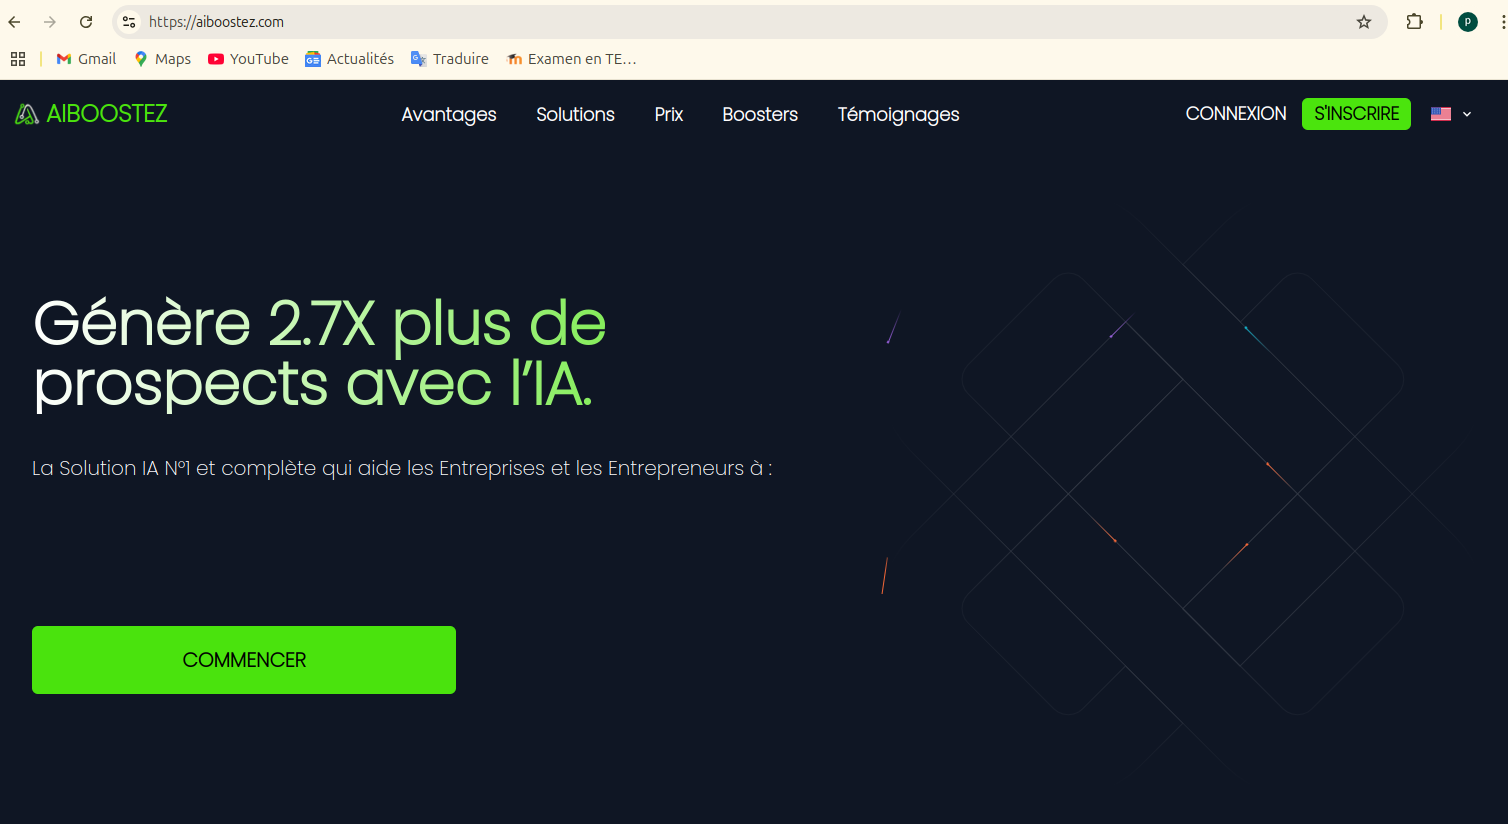 https://aiboostez.com
p
Gmail
Maps
YouTube
Actualités
Traduire
Examen en TE...
AIBOOSTEZ
Avantages
Solutions
Prix
Boosters
Témoignages
CONNEXION
S'INSCRIRE
Génère 2.7X plus de
prospects avec l’IA.
La Solution IA N°1 et complète qui aide les Entreprises et les Entrepreneurs à :
COMMENCER